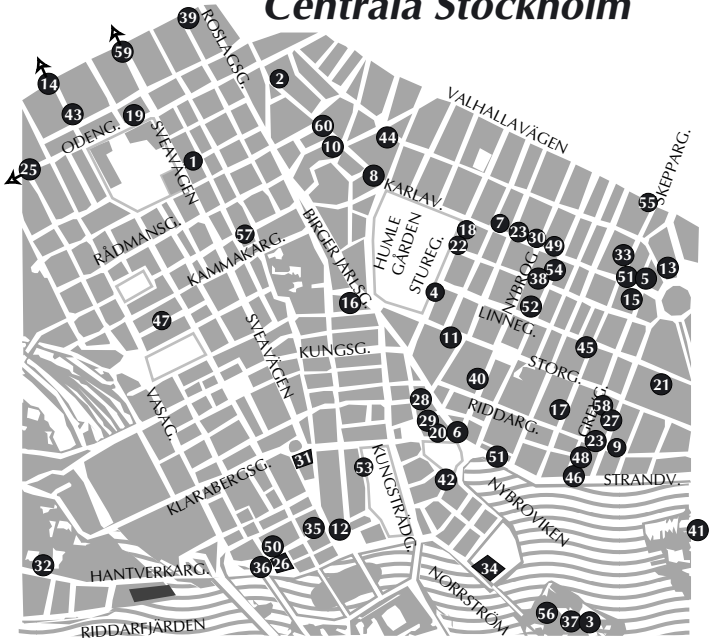 Centrala Stockholm
39
ROSLAGSG.
59
14
2
43
19
60
44
VALHALLAVÄGEN
ODENG.
SVEAVÄGEN
10
SKEPPARG.
25
1
8
KARLAV.
55
RÅDMANSG.
57
KAMMAKARG.
BIRGER JARLSG.
HUMLE
GÅRDEN
STUREG.
18
22
7
23
30
49
NYBROG.
33
13
54
38
51
5
16
4
52
15
47
SVEAVÄGEN
KUNGSG.
11
LINNEG.
45
STORG.
40
21
VASAG.
28
RIDDARG.
17
GREVG.
58
27
29
20
6
23
9
31
KLARABERGSG.
53
KUNGSTRÄDG.
51
48
46
STRANDV.
42
NYBROVIKEN
35
12
41
50
32
HANTVERKARG.
36
26
34
NORRSTRÖM
56
37
3
RIDDARFJÄRDEN